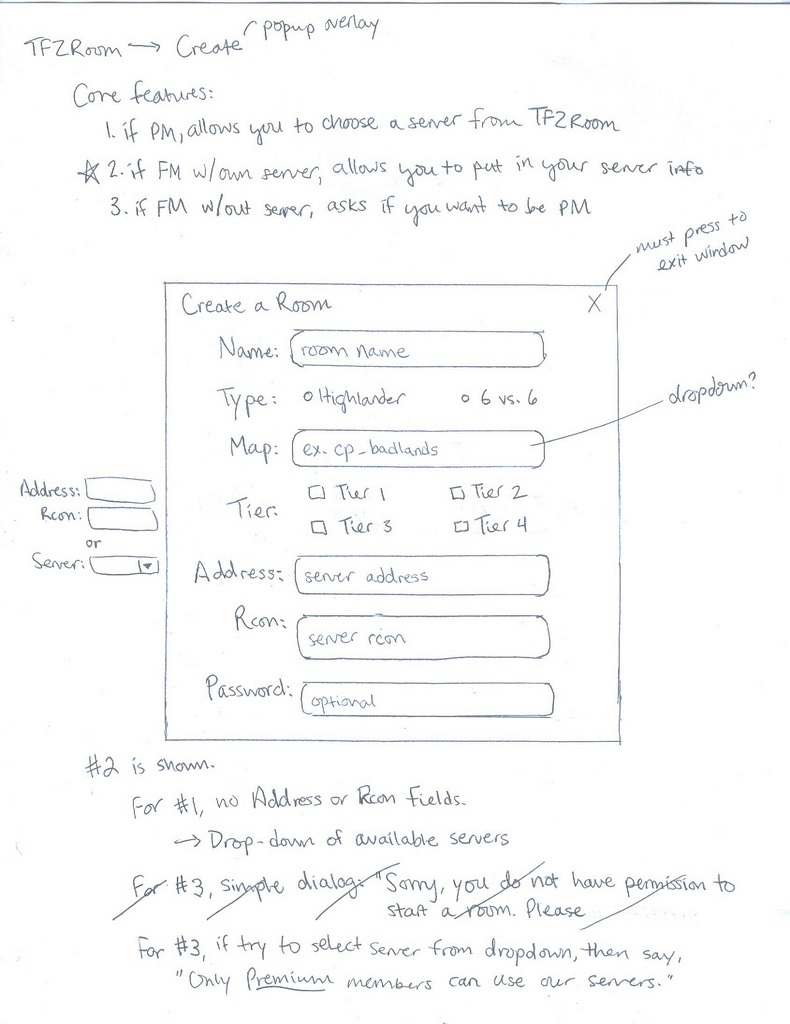 TF2Room → Create popup overlay
Core features:
1. if PM, allows you to choose a server from TF2Room
☆ 2. if FM w/own server, allows you to put in your server info
3. if FM w/out server, asks if you want to be PM
must press to
exit window
Create a Room X
Name: room name
Type: Highlander 6 vs. 6
dropdown?
Map: ex. cp_badlands
Tier: Tier 1 Tier 2
Tier 3 Tier 4
Address:
Rcon:
or
Server:
Address: server address
Rcon: server rcon
Password: optional
#2 is shown.
For #1, no Address or Rcon Fields.
→ Drop-down of available servers
For #3, simple dialog: "Sorry, you do not have permission to
start a room. Please
For #3, if try to select server from dropdown, then say,
"Only Premium members can use our servers."